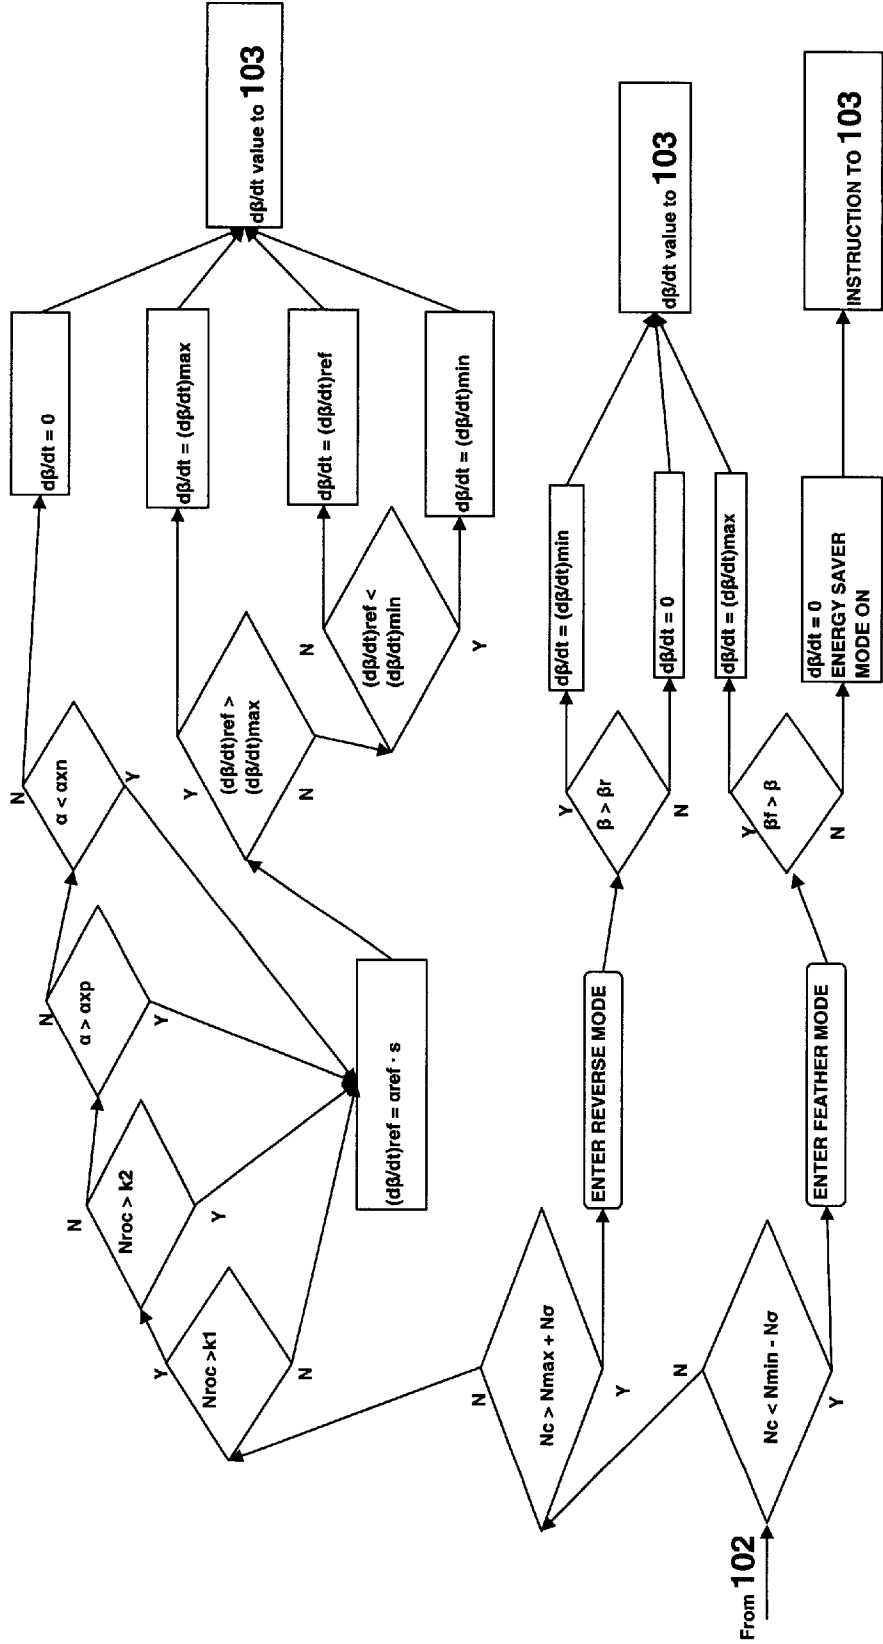 From 102
Nc < Nmin - Nσ
N
Y
Nc > Nmax + Nσ
N
Y
ENTER FEATHER MODE
ENTER REVERSE MODE
Nroc >k1
Y
N
Nroc > k2
N
Y
α > αxp
N
Y
α < αxn
N
Y
(dβ/dt)ref = αref · s
(dβ/dt)ref >
(dβ/dt)max
Y
N
(dβ/dt)ref <
(dβ/dt)min
N
Y
dβ/dt = 0
dβ/dt = (dβ/dt)max
dβ/dt = (dβ/dt)ref
dβ/dt = (dβ/dt)min
dβ/dt value to 103
β > βr
Y
N
dβ/dt = (dβ/dt)min
dβ/dt = 0
βf > β
Y
N
dβ/dt = (dβ/dt)max
dβ/dt = 0
ENERGY SAVER
MODE ON
dβ/dt value to 103
INSTRUCTION TO 103